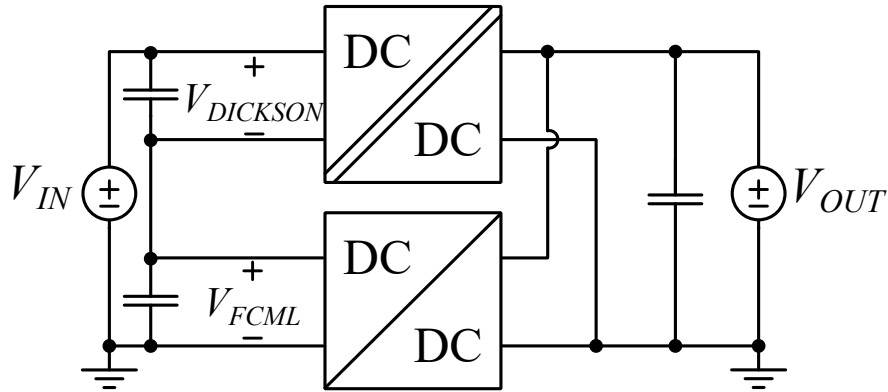 DC
V_DICKSON
DC
V_IN
V_OUT
DC
V_FCML
DC